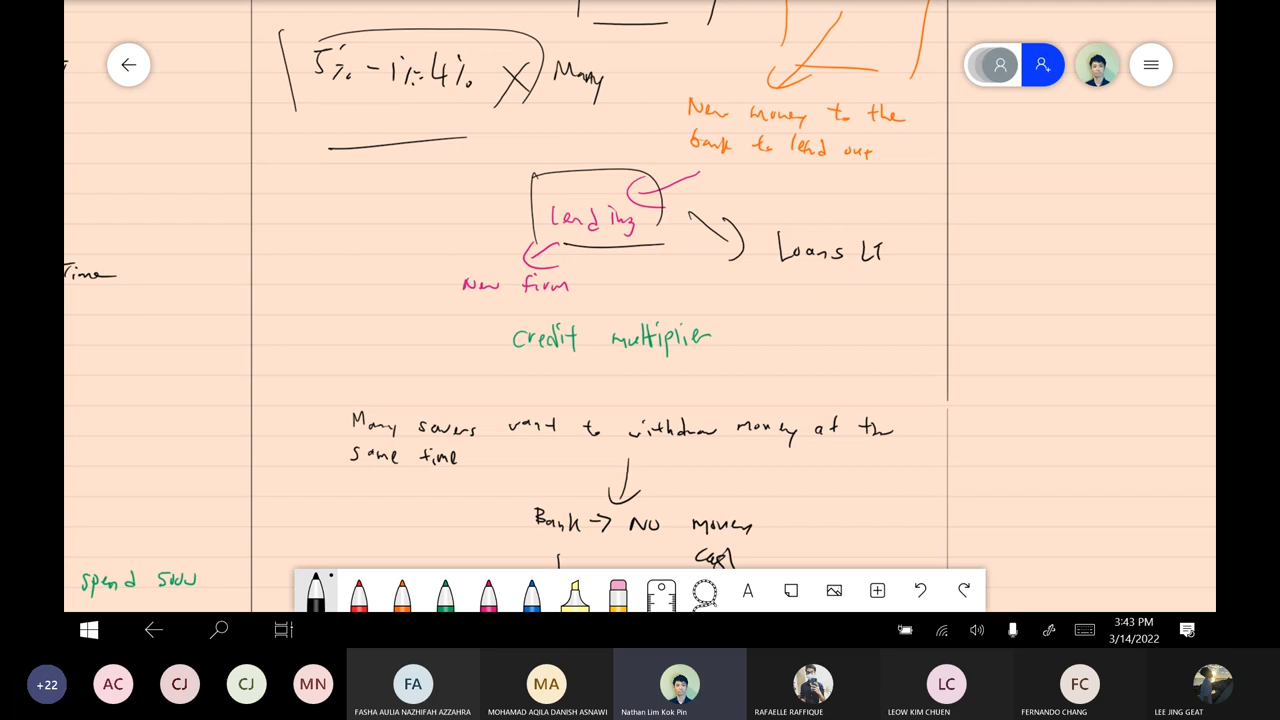 5% - 1% = 4%
Many
New money to the
bank to lend out
lending
Loans LT
Time
New firm
credit multiplier
Many savers want to withdraw money at the
same time
Bank → No money
cash
spend 500
A
3:43 PM
3/14/2022
+22
AC
CJ
CJ
MN
FA
FASHA AULIA NAZHIFAH AZZAHRA
MA
MOHAMAD AQILA DANISH ASNAWI
Nathan Lim Kok Pin
RAFAELLE RAFFIQUE
LC
LEOW KIM CHUEN
FC
FERNANDO CHANG
LEE JING GEAT